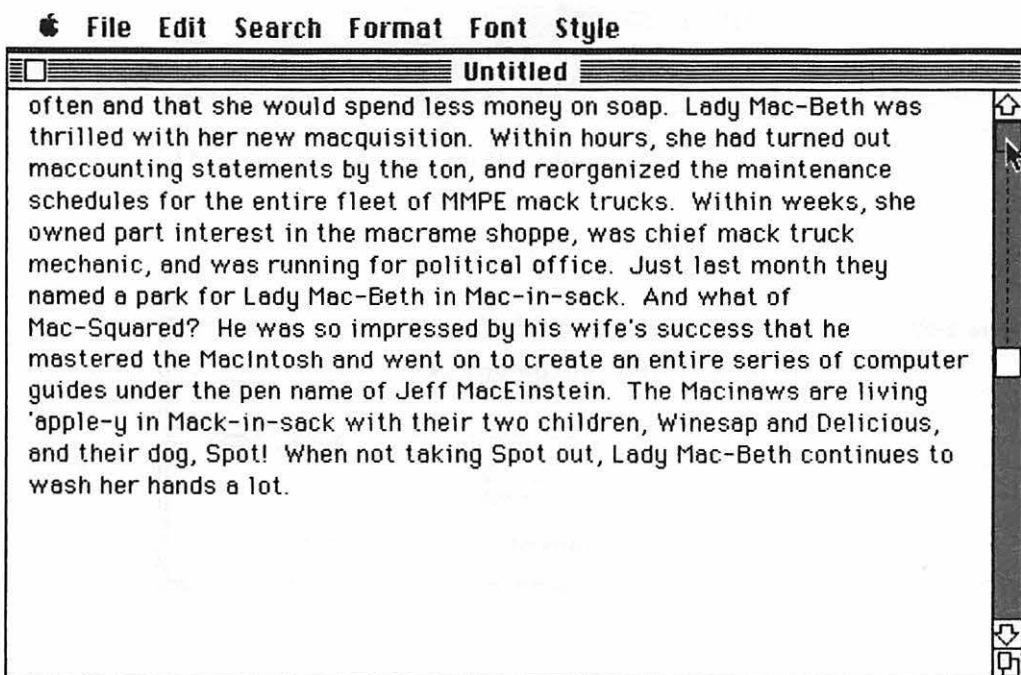 File Edit Search Format Font Style
Untitled
often and that she would spend less money on soap. Lady Mac-Beth was
thrilled with her new macquisition. Within hours, she had turned out
maccounting statements by the ton, and reorganized the maintenance
schedules for the entire fleet of MMPE mack trucks. Within weeks, she
owned part interest in the macrame shoppe, was chief mack truck
mechanic, and was running for political office. Just last month they
named a park for Lady Mac-Beth in Mac-in-sack. And what of
Mac-Squared? He was so impressed by his wife's success that he
mastered the MacIntosh and went on to create an entire series of computer
guides under the pen name of Jeff MacEinstein. The Macinaws are living
'apple-y in Mack-in-sack with their two children, Winesap and Delicious,
and their dog, Spot! When not taking Spot out, Lady Mac-Beth continues to
wash her hands a lot.